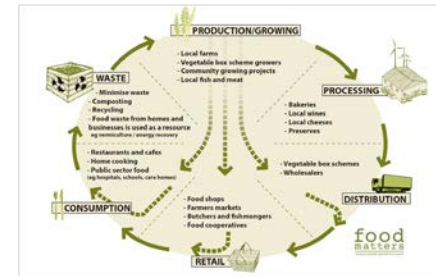 PRODUCTION/GROWING
- Local farms
- Vegetable box scheme growers
- Community growing projects
- Local fish and meat
PROCESSING
- Bakeries
- Local wines
- Local cheeses
- Preserves
DISTRIBUTION
- Vegetable box schemes
- Wholesalers
RETAIL
- Food shops
- Farmers markets
- Butchers and fishmongers
- Food cooperatives
CONSUMPTION
- Restaurants and cafes
- Home cooking
- Public sector food
(eg hospitals, schools, care homes)
WASTE
- Minimise waste
- Composting
- Recycling
- Food waste from homes and
businesses is used as a resource
eg vermiculture / energy recovery
food
matters